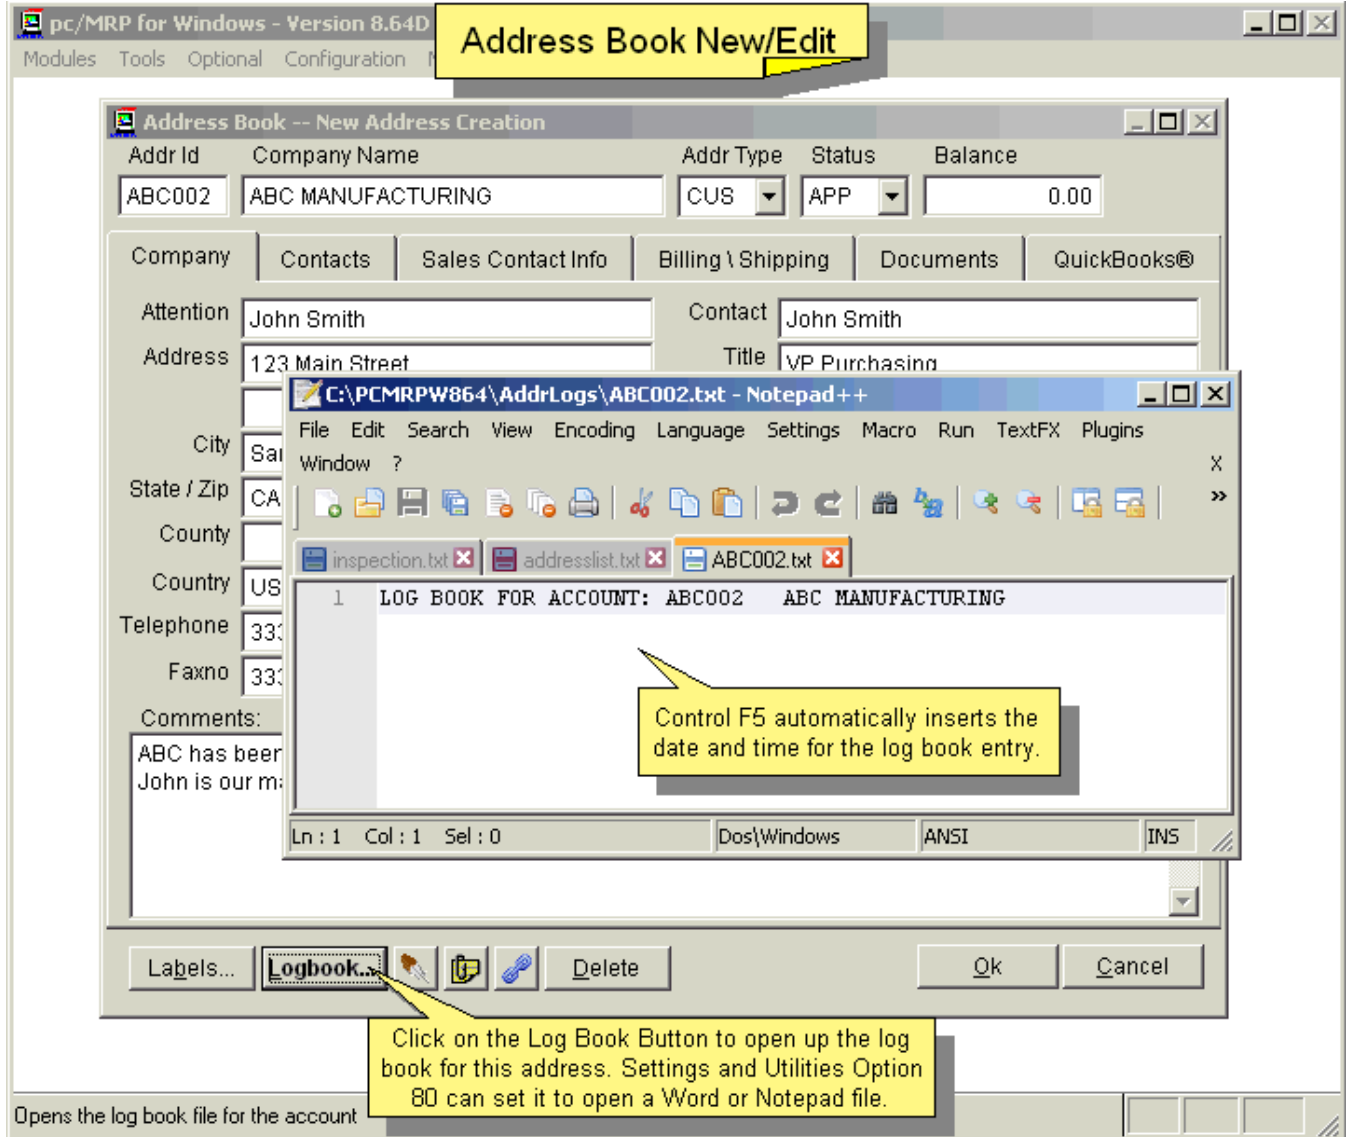 pc/MRP for Windows - Version 8.64D
Address Book New/Edit
Modules Tools Optional Configuration
Address Book -- New Address Creation
Addr Id Company Name Addr Type Status Balance
ABC002 ABC MANUFACTURING CUS APP 0.00
Company Contacts Sales Contact Info Billing \ Shipping Documents QuickBooks®
Attention John Smith Contact John Smith
Address 123 Main Street Title VP Purchasing
C:\PCMRPW864\AddrLogs\ABC002.txt - Notepad++
File Edit Search View Encoding Language Settings Macro Run TextFX Plugins
Window ? X
City
State / Zip CA
County
inspection.txt addresslist.txt ABC002.txt
Country US
1 LOG BOOK FOR ACCOUNT: ABC002 ABC MANUFACTURING
Telephone 333
Faxno 333
Control F5 automatically inserts the
date and time for the log book entry.
Comments:
ABC has been
John is our
Ln : 1 Col : 1 Sel : 0 Dos\Windows ANSI INS
Labels... Logbook... Delete Ok Cancel
Click on the Log Book Button to open up the log
book for this address. Settings and Utilities Option
80 can set it to open a Word or Notepad file.
Opens the log book file for the account